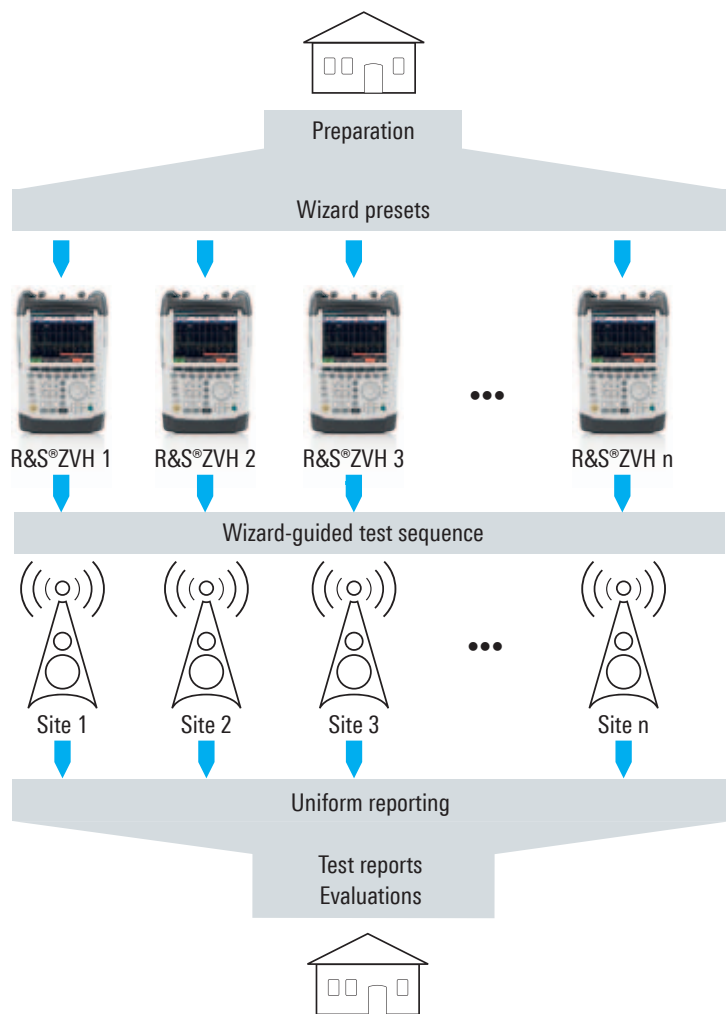 Preparation
Wizard presets
R&S®ZVH 1 R&S®ZVH 2 R&S®ZVH 3 ••• R&S®ZVH n
Wizard-guided test sequence
•••
Site 1 Site 2 Site 3 Site n
Uniform reporting
Test reports
Evaluations